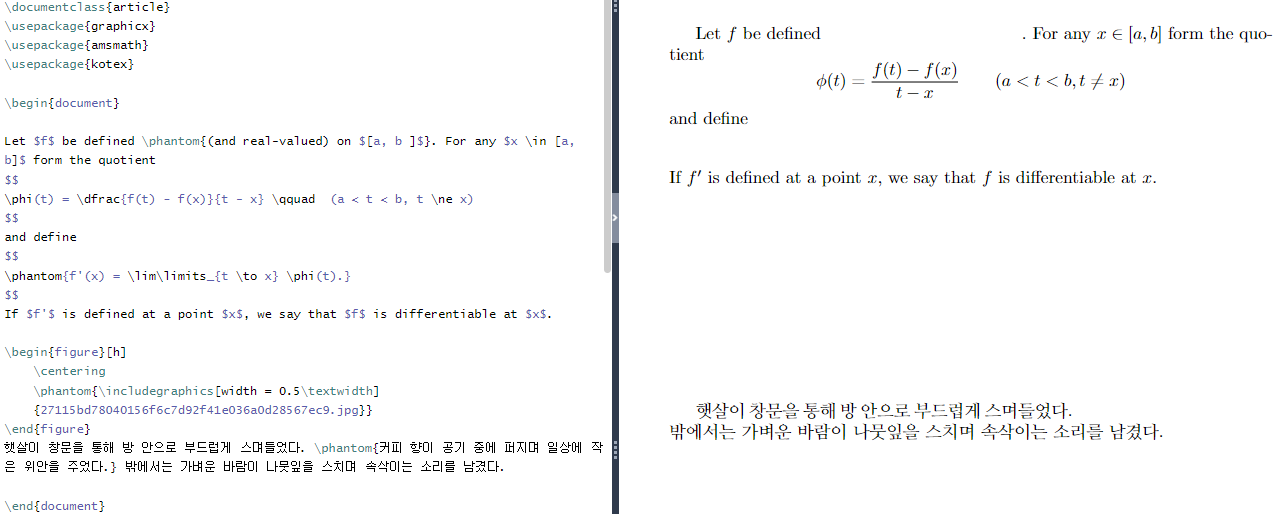 \documentclass{article}
\usepackage{graphicx}
\usepackage{amsmath}
\usepackage{kotex}
\begin{document}
Let $f$ be defined \phantom{(and real-valued) on $[a, b ]$}. For any $x \in [a,
b]$ form the quotient
$$
\phi(t) = \dfrac{f(t) - f(x)}{t - x} \qquad  (a < t < b, t \ne x)
$$
and define
$$
\phantom{f'(x) = \lim\limits_{t \to x} \phi(t).}
$$
If $f'$ is defined at a point $x$, we say that $f$ is differentiable at $x$.
\begin{figure}[h]
\centering
\phantom{\includegraphics[width = 0.5\textwidth]
{27115bd78040156f6c7d92f41e036a0d28567ec9.jpg}}
\end{figure}
햇살이 창문을 통해 방 안으로 부드럽게 스며들었다. \phantom{커피 향이 공기 중에 퍼지며 일상에 작
은 위안을 주었다.} 밖에서는 가벼운 바람이 나뭇잎을 스치며 속삭이는 소리를 남겼다.
\end{document}
Let f be defined . For any x ∈ [a, b] form the quo-
tient
ϕ(t) = f(t) − f(x) / t − x (a < t < b, t ≠ x)
and define
If f′ is defined at a point x, we say that f is differentiable at x.
햇살이 창문을 통해 방 안으로 부드럽게 스며들었다.
밖에서는 가벼운 바람이 나뭇잎을 스치며 속삭이는 소리를 남겼다.